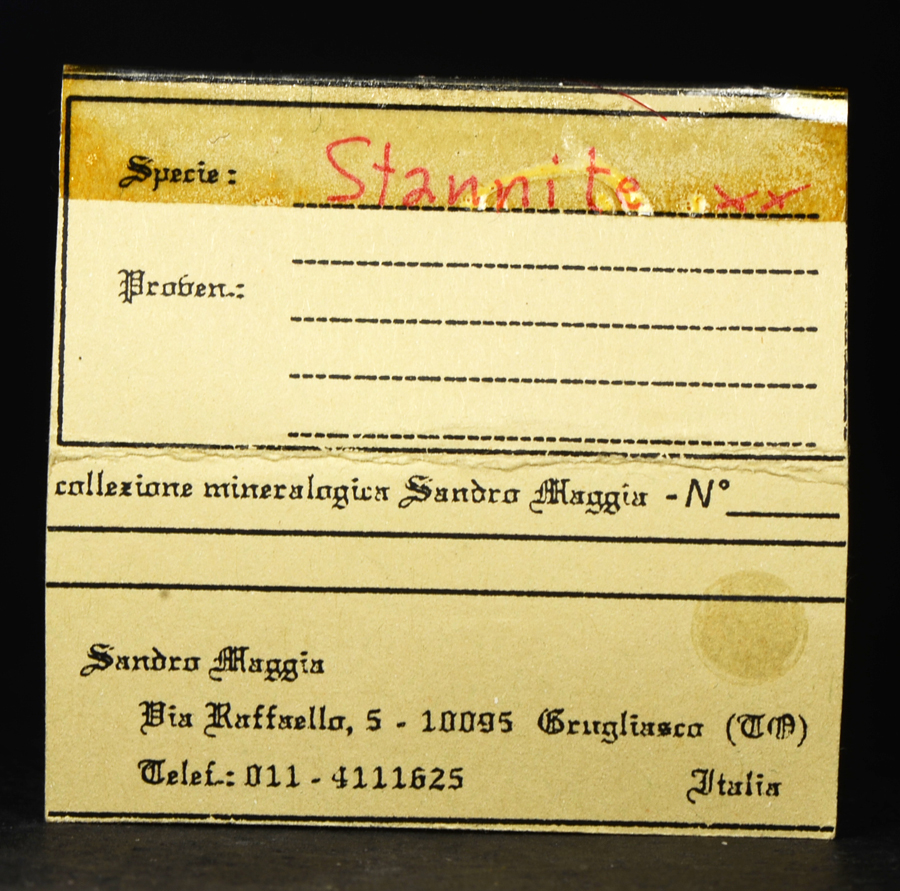 Specie: Stannite xx
Proven.:
collezione mineralogica Sandro Maggia - N°
Sandro Maggia
Via Raffaello, 5 - 10095 Grugliasco (TO)
Telef.: 011 - 4111625 Italia